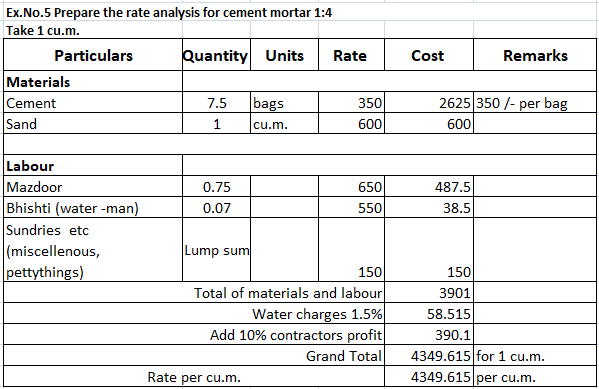 Ex.No.5 Prepare the rate analysis for cement mortar 1:4
Take 1 cu.m.
Particulars Quantity Units Rate Cost Remarks
Materials
Cement 7.5 bags 350 2625 350 /- per bag
Sand 1 cu.m. 600 600
Labour
Mazdoor 0.75 650 487.5
Bhishti (water -man) 0.07 550 38.5
Sundries etc
(miscellenous, Lump sum
pettythings) 150 150
Total of materials and labour 3901
Water charges 1.5% 58.515
Add 10% contractors profit 390.1
Grand Total 4349.615 for 1 cu.m.
Rate per cu.m. 4349.615 per cu.m.